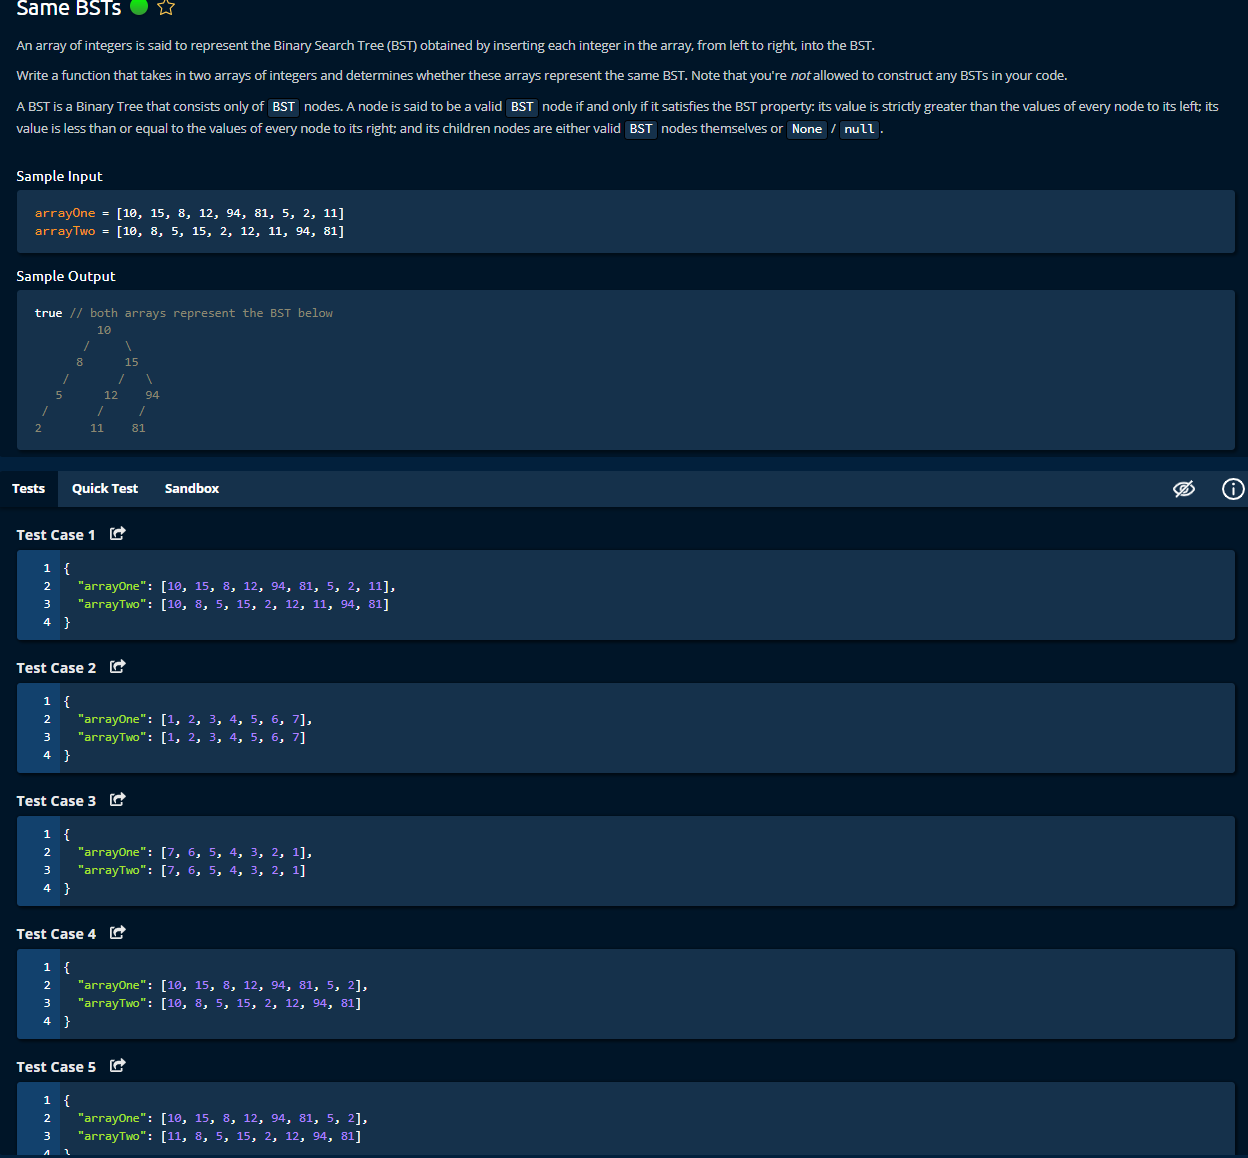 Same BSTs
An array of integers is said to represent the Binary Search Tree (BST) obtained by inserting each integer in the array, from left to right, into the BST.
Write a function that takes in two arrays of integers and determines whether these arrays represent the same BST. Note that you're not allowed to construct any BSTs in your code.
A BST is a Binary Tree that consists only of BST nodes. A node is said to be a valid BST node if and only if it satisfies the BST property: its value is strictly greater than the values of every node to its left; its
value is less than or equal to the values of every node to its right; and its children nodes are either valid BST nodes themselves or None / null.
Sample Input
arrayOne = [10, 15, 8, 12, 94, 81, 5, 2, 11]
arrayTwo = [10, 8, 5, 15, 2, 12, 11, 94, 81]
Sample Output
true // both arrays represent the BST below
10
/ \
8 15
/ / \
5 12 94
/ / /
2 11 81
Tests Quick Test Sandbox
Test Case 1
1 {
2 "arrayOne": [10, 15, 8, 12, 94, 81, 5, 2, 11],
3 "arrayTwo": [10, 8, 5, 15, 2, 12, 11, 94, 81]
4 }
Test Case 2
1 {
2 "arrayOne": [1, 2, 3, 4, 5, 6, 7],
3 "arrayTwo": [1, 2, 3, 4, 5, 6, 7]
4 }
Test Case 3
1 {
2 "arrayOne": [7, 6, 5, 4, 3, 2, 1],
3 "arrayTwo": [7, 6, 5, 4, 3, 2, 1]
4 }
Test Case 4
1 {
2 "arrayOne": [10, 15, 8, 12, 94, 81, 5, 2],
3 "arrayTwo": [10, 8, 5, 15, 2, 12, 94, 81]
4 }
Test Case 5
1 {
2 "arrayOne": [10, 15, 8, 12, 94, 81, 5, 2],
3 "arrayTwo": [11, 8, 5, 15, 2, 12, 94, 81]
4 }